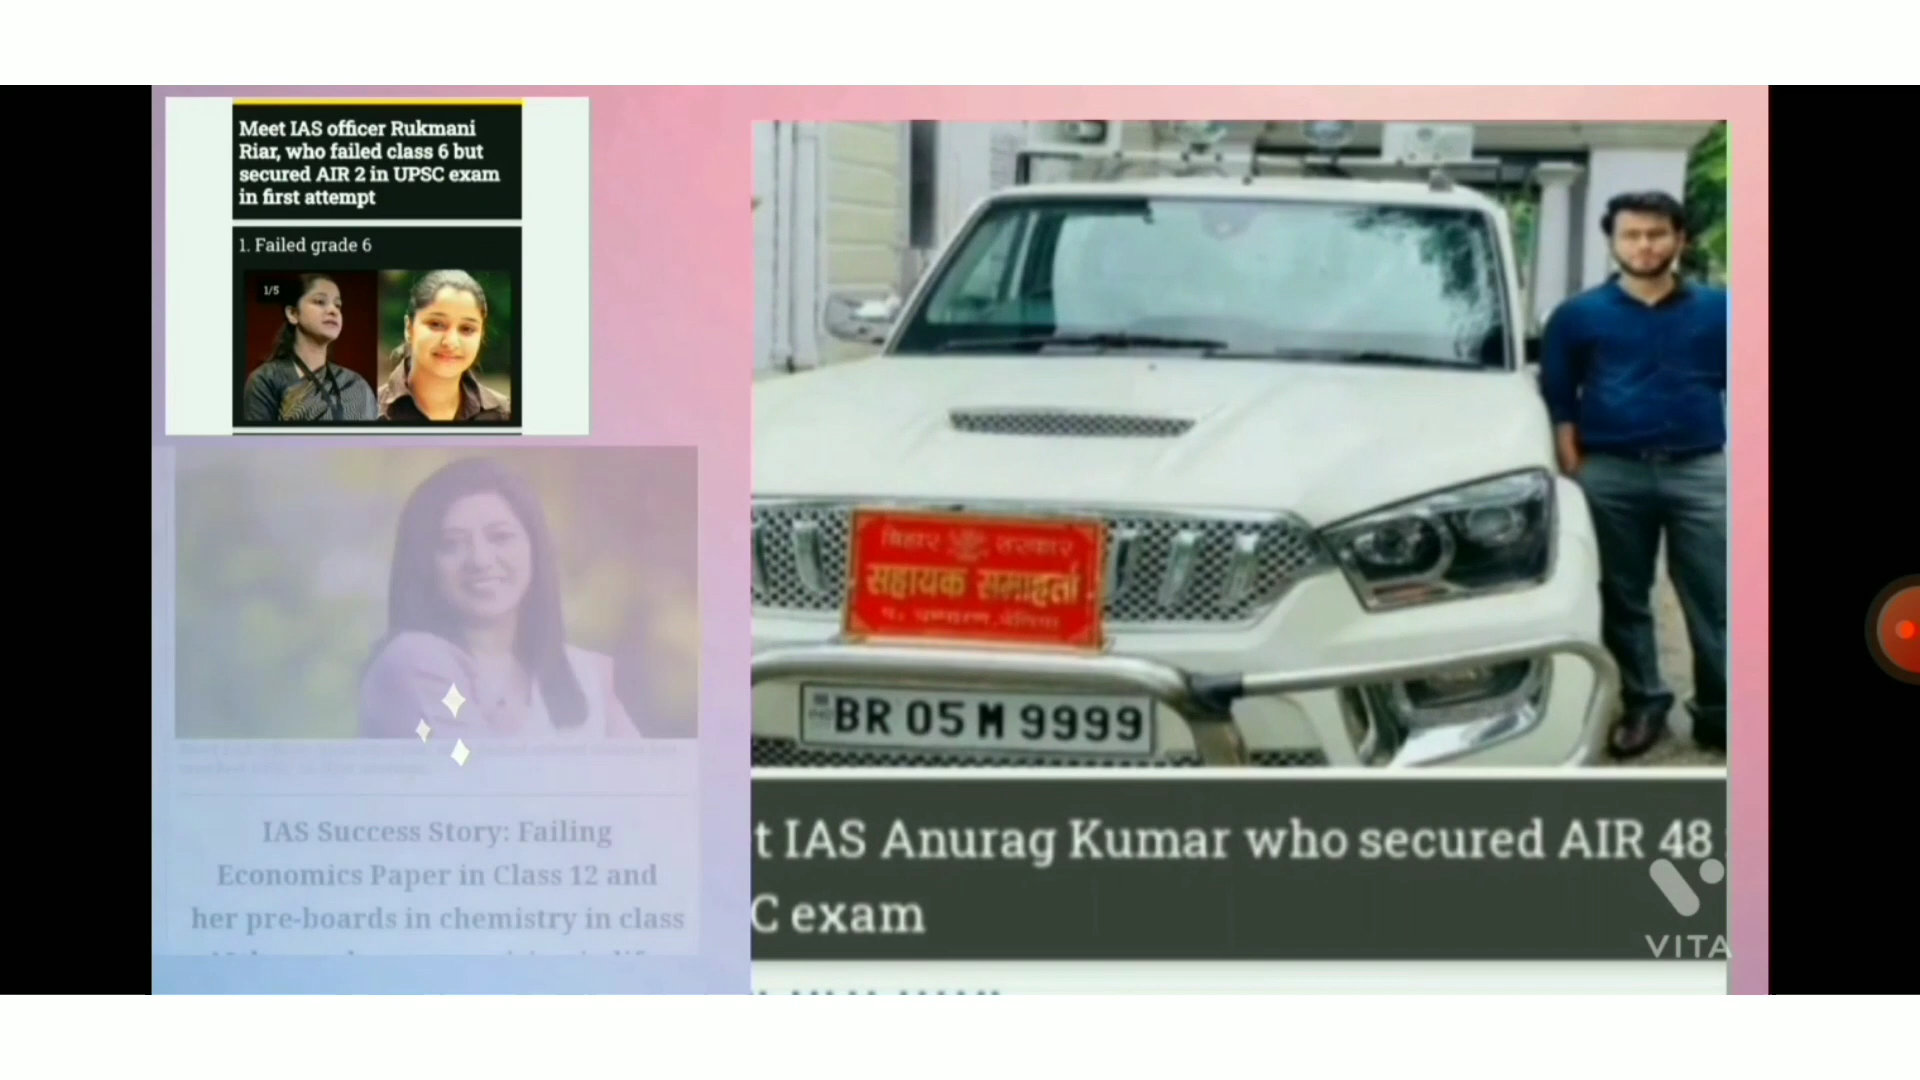 Meet IAS officer Rukmani
Riar, who failed class 6 but
secured AIR 2 in UPSC exam
in first attempt
1. Failed grade 6
1/5
IAS Success Story: Failing
Economics Paper in Class 12 and
her pre-boards in chemistry in class
बिहार सरकार
सहायक समाहर्ता
प० चम्पारण, बेतिया
BR 05 M 9999
t IAS Anurag Kumar who secured AIR 48
C exam
VITA